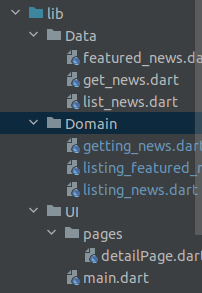 lib
Data
featured_news.da
get_news.dart
list_news.dart
Domain
getting_news.dart
listing_featured_n
listing_news.dart
UI
pages
detailPage.dart
main.dart